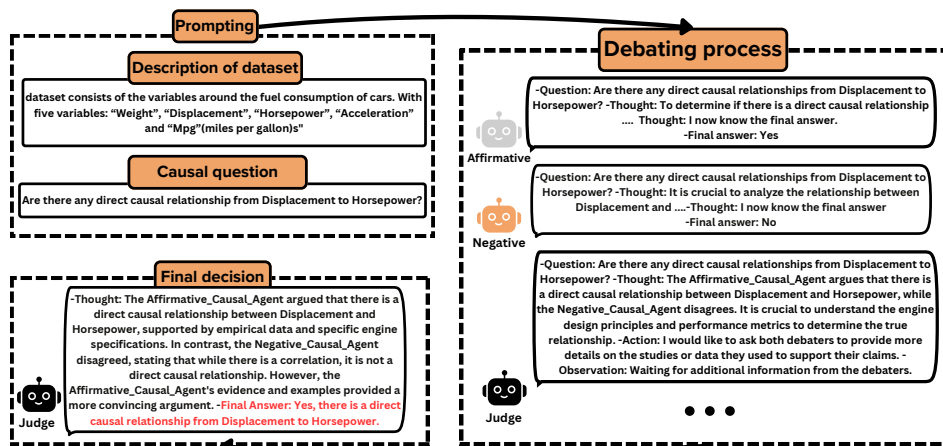 Prompting
Description of dataset
dataset consists of the variables around the fuel consumption of cars. With
five variables: “Weight”, “Displacement”, “Horsepower”, “Acceleration”
and “Mpg”(miles per gallon)s"
Causal question
Are there any direct causal relationship from Displacement to Horsepower?
Final decision
-Thought: The Affirmative_Causal_Agent argued that there is a
direct causal relationship between Displacement and
Horsepower, supported by empirical data and specific engine
specifications. In contrast, the Negative_Causal_Agent
disagreed, stating that while there is a correlation, it is not a
direct causal relationship. However, the
Affirmative_Causal_Agent's evidence and examples provided a
more convincing argument. -Final Answer: Yes, there is a direct
causal relationship from Displacement to Horsepower.
Judge
Debating process
-Question: Are there any direct causal relationships from Displacement to
Horsepower? -Thought: To determine if there is a direct causal relationship
.... Thought: I now know the final answer.
-Final answer: Yes
Affirmative
-Question: Are there any direct causal relationships from Displacement to
Horsepower? -Thought: It is crucial to analyze the relationship between
Displacement and ....-Thought: I now know the final answer
-Final answer: No
Negative
-Question: Are there any direct causal relationships from Displacement to
Horsepower? -Thought: The Affirmative_Causal_Agent argues that there is
a direct causal relationship between Displacement and Horsepower, while
the Negative_Causal_Agent disagrees. It is crucial to understand the engine
design principles and performance metrics to determine the true
relationship. -Action: I would like to ask both debaters to provide more
details on the studies or data they used to support their claims. -
Observation: Waiting for additional information from the debaters.
Judge